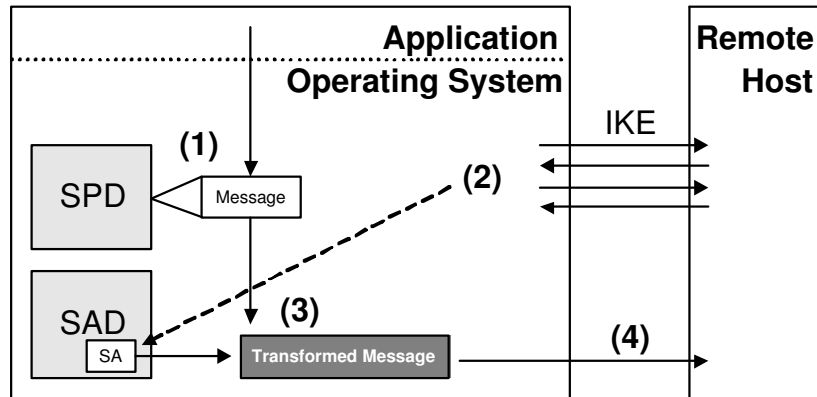 Application
Operating System
Remote
Host
IKE
(1)
(2)
SPD
Message
SAD
SA
(3)
Transformed Message
(4)